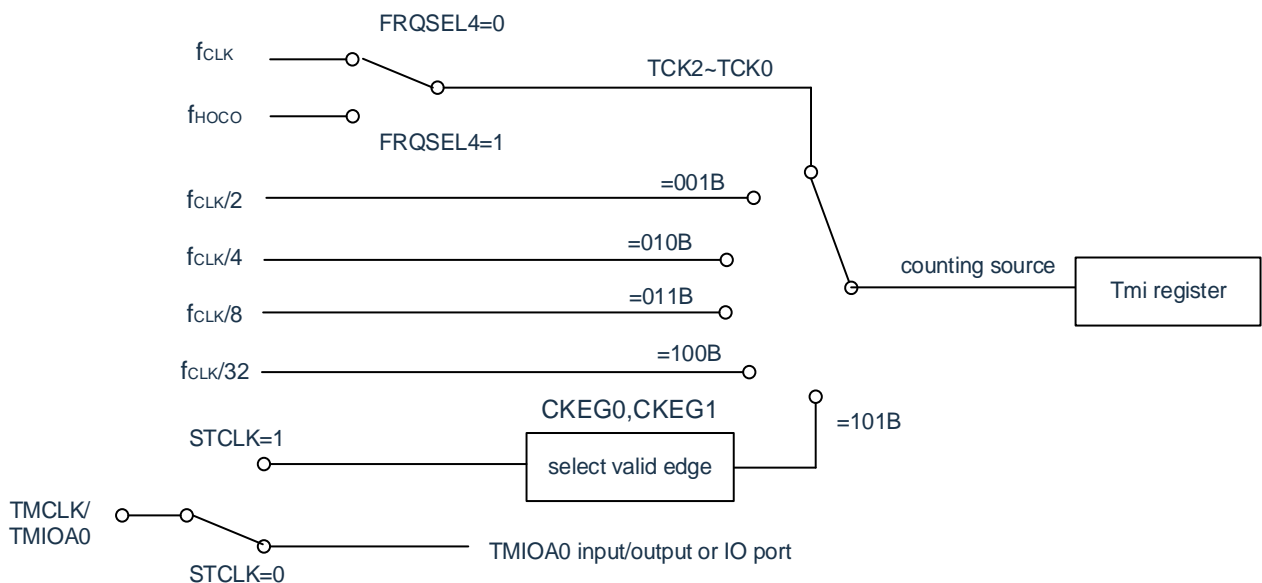 FRQSEL4=0
fCLK
TCK2~TCK0
fHOCO
FRQSEL4=1
=001B
fCLK/2
=010B
fCLK/4
counting source
Tmi register
=011B
fCLK/8
=100B
fCLK/32
CKEG0,CKEG1
=101B
STCLK=1
select valid edge
TMCLK/
TMIOA0
TMIOA0 input/output or IO port
STCLK=0